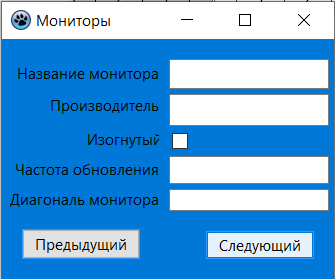 Мониторы
Название монитора
Производитель
Изогнутый
Частота обновления
Диагональ монитора
Предыдущий Следующий